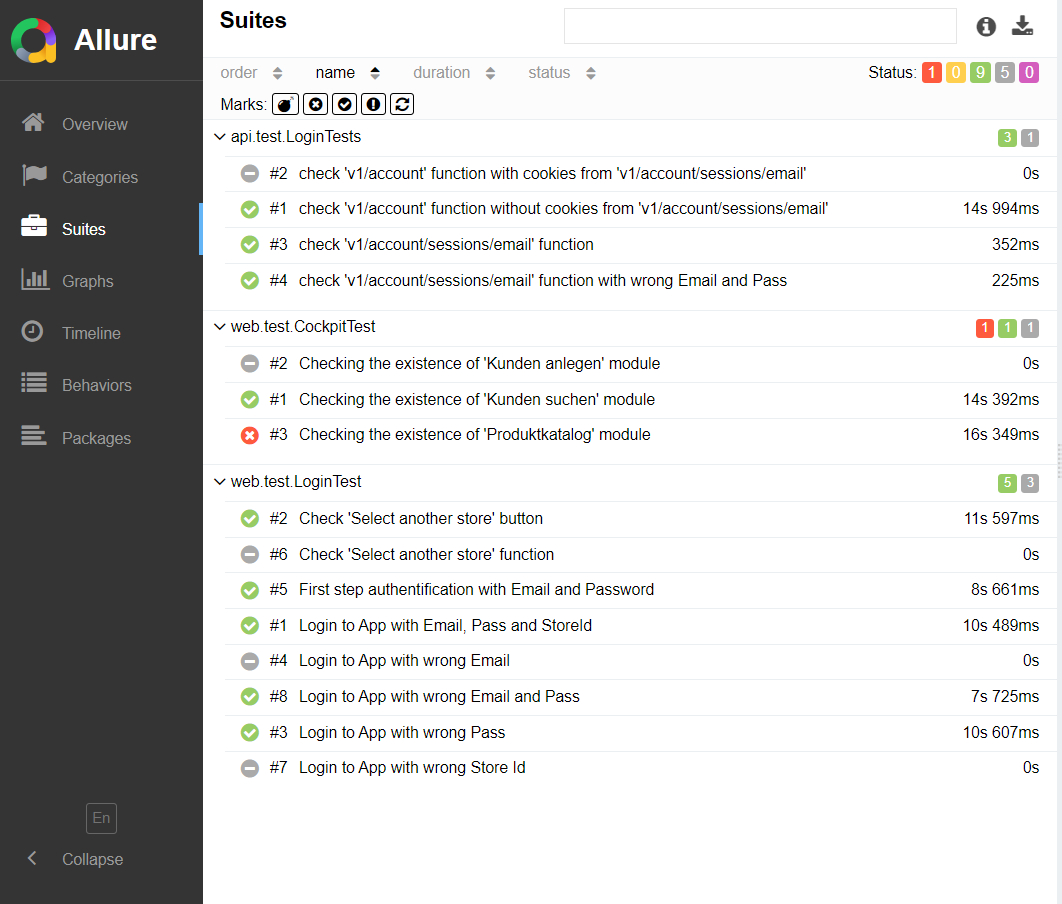 Allure
Overview
Categories
Suites
Graphs
Timeline
Behaviors
Packages
En
Collapse
Suites
order name duration status Status: 1 0 9 5 0
Marks:
api.test.LoginTests 3 1
#2 check 'v1/account' function with cookies from 'v1/account/sessions/email' 0s
#1 check 'v1/account' function without cookies from 'v1/account/sessions/email' 14s 994ms
#3 check 'v1/account/sessions/email' function 352ms
#4 check 'v1/account/sessions/email' function with wrong Email and Pass 225ms
web.test.CockpitTest 1 1 1
#2 Checking the existence of 'Kunden anlegen' module 0s
#1 Checking the existence of 'Kunden suchen' module 14s 392ms
#3 Checking the existence of 'Produktkatalog' module 16s 349ms
web.test.LoginTest 5 3
#2 Check 'Select another store' button 11s 597ms
#6 Check 'Select another store' function 0s
#5 First step authentification with Email and Password 8s 661ms
#1 Login to App with Email, Pass and StoreId 10s 489ms
#4 Login to App with wrong Email 0s
#8 Login to App with wrong Email and Pass 7s 725ms
#3 Login to App with wrong Pass 10s 607ms
#7 Login to App with wrong Store Id 0s